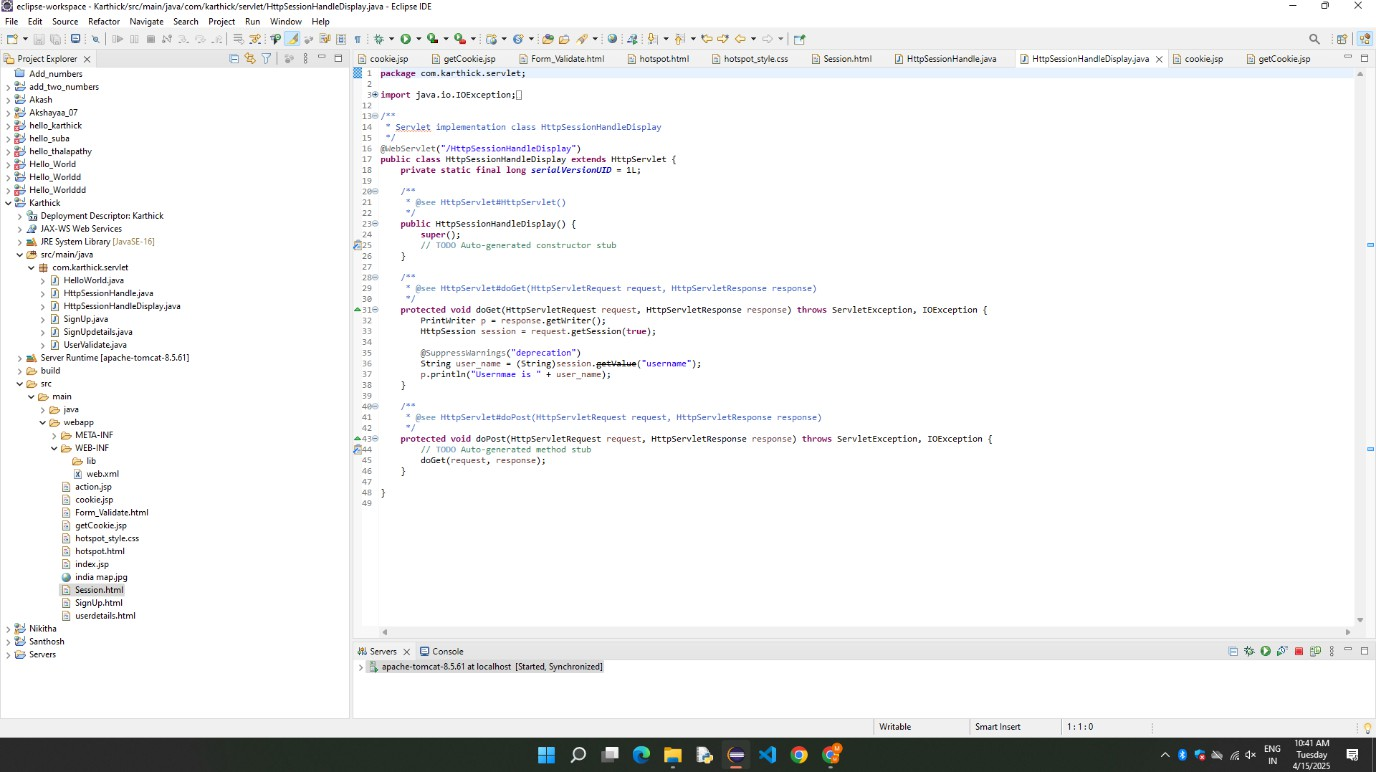 eclipse-workspace - Karthick/src/main/java/com/karthick/servlet/HttpSessionHandleDisplay.java - Eclipse IDE
File Edit Source Refactor Navigate Search Project Run Window Help
Project Explorer
cookie.jsp getCookie.jsp Form_Validate.html hotspot.html hotspot_style.css Session.html HttpSessionHandle.java HttpSessionHandleDisplay.java cookie.jsp getCookie.jsp
Add_numbers
add_two_numbers
Akash
Akshayaa_07
hello_karthick
hello_suba
hello_thalapathy
Hello_World
Hello_Worldd
Hello_Worlddd
Karthick
Deployment Descriptor: Karthick
JAX-WS Web Services
JRE System Library [JavaSE-16]
src/main/java
com.karthick.servlet
HelloWorld.java
HttpSessionHandle.java
HttpSessionHandleDisplay.java
SignUp.java
SignUpdetails.java
UserValidate.java
Server Runtime [apache-tomcat-8.5.61]
build
src
main
java
webapp
META-INF
WEB-INF
lib
web.xml
action.jsp
cookie.jsp
Form_Validate.html
getCookie.jsp
hotspot_style.css
hotspot.html
index.jsp
india map.jpg
Session.html
SignUp.html
userdetails.html
Nikitha
Santhosh
Servers
1 package com.karthick.servlet;
2
3 import java.io.IOException;
12
13 /**
14 * Servlet implementation class HttpSessionHandleDisplay
15 */
16 @WebServlet("/HttpSessionHandleDisplay")
17 public class HttpSessionHandleDisplay extends HttpServlet {
18 private static final long serialVersionUID = 1L;
19
20 /**
21 * @see HttpServlet#HttpServlet()
22 */
23 public HttpSessionHandleDisplay() {
24 super();
25 // TODO Auto-generated constructor stub
26 }
27
28 /**
29 * @see HttpServlet#doGet(HttpServletRequest request, HttpServletResponse response)
30 */
31 protected void doGet(HttpServletRequest request, HttpServletResponse response) throws ServletException, IOException {
32 PrintWriter p = response.getWriter();
33 HttpSession session = request.getSession(true);
34
35 @SuppressWarnings("deprecation")
36 String user_name = (String)session.getValue("username");
37 p.println("Usernmae is " + user_name);
38 }
39
40 /**
41 * @see HttpServlet#doPost(HttpServletRequest request, HttpServletResponse response)
42 */
43 protected void doPost(HttpServletRequest request, HttpServletResponse response) throws ServletException, IOException {
44 // TODO Auto-generated method stub
45 doGet(request, response);
46 }
47
48 }
49
Servers Console
apache-tomcat-8.5.61 at localhost [Started, Synchronized]
Writable Smart Insert 1 : 1 : 0
ENG
IN
10:41 AM
Tuesday
4/15/2025